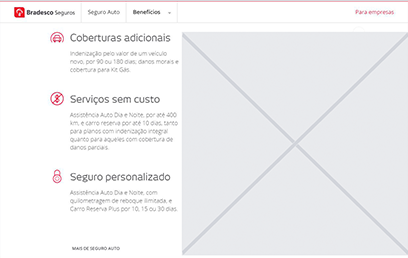 Bradesco Seguros
Seguro Auto
Benefícios
Para empresas
Coberturas adicionais
Indenização pelo valor de um veículo
novo, por 90 ou 180 dias, danos morais e
cobertura para Kit Gás.
Serviços sem custo
Assistência Auto Dia e Noite, por até 400
km, e carro reserva por até 10 dias, tanto
para planos com indenização integral
quanto para aqueles com cobertura de
danos parciais.
Seguro personalizado
Assistência Auto Dia e Noite, com
quilometragem de reboque ilimitada, e
Carro Reserva Plus por 10, 15 ou 30 dias.
MAIS DE SEGURO AUTO